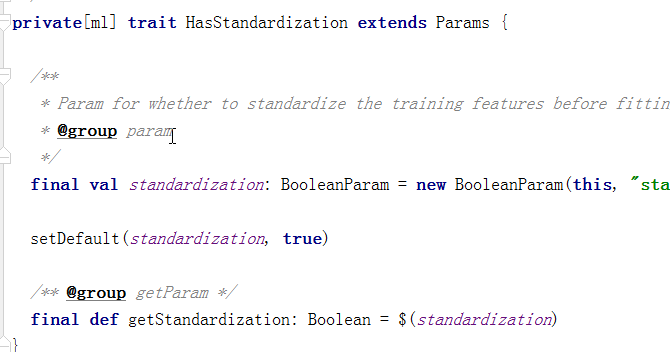 private[ml] trait HasStandardization extends Params {
/**
* Param for whether to standardize the training features before fittin
* @group param
*/
final val standardization: BooleanParam = new BooleanParam(this, "sta
setDefault(standardization, true)
/** @group getParam */
final def getStandardization: Boolean = $(standardization)
}